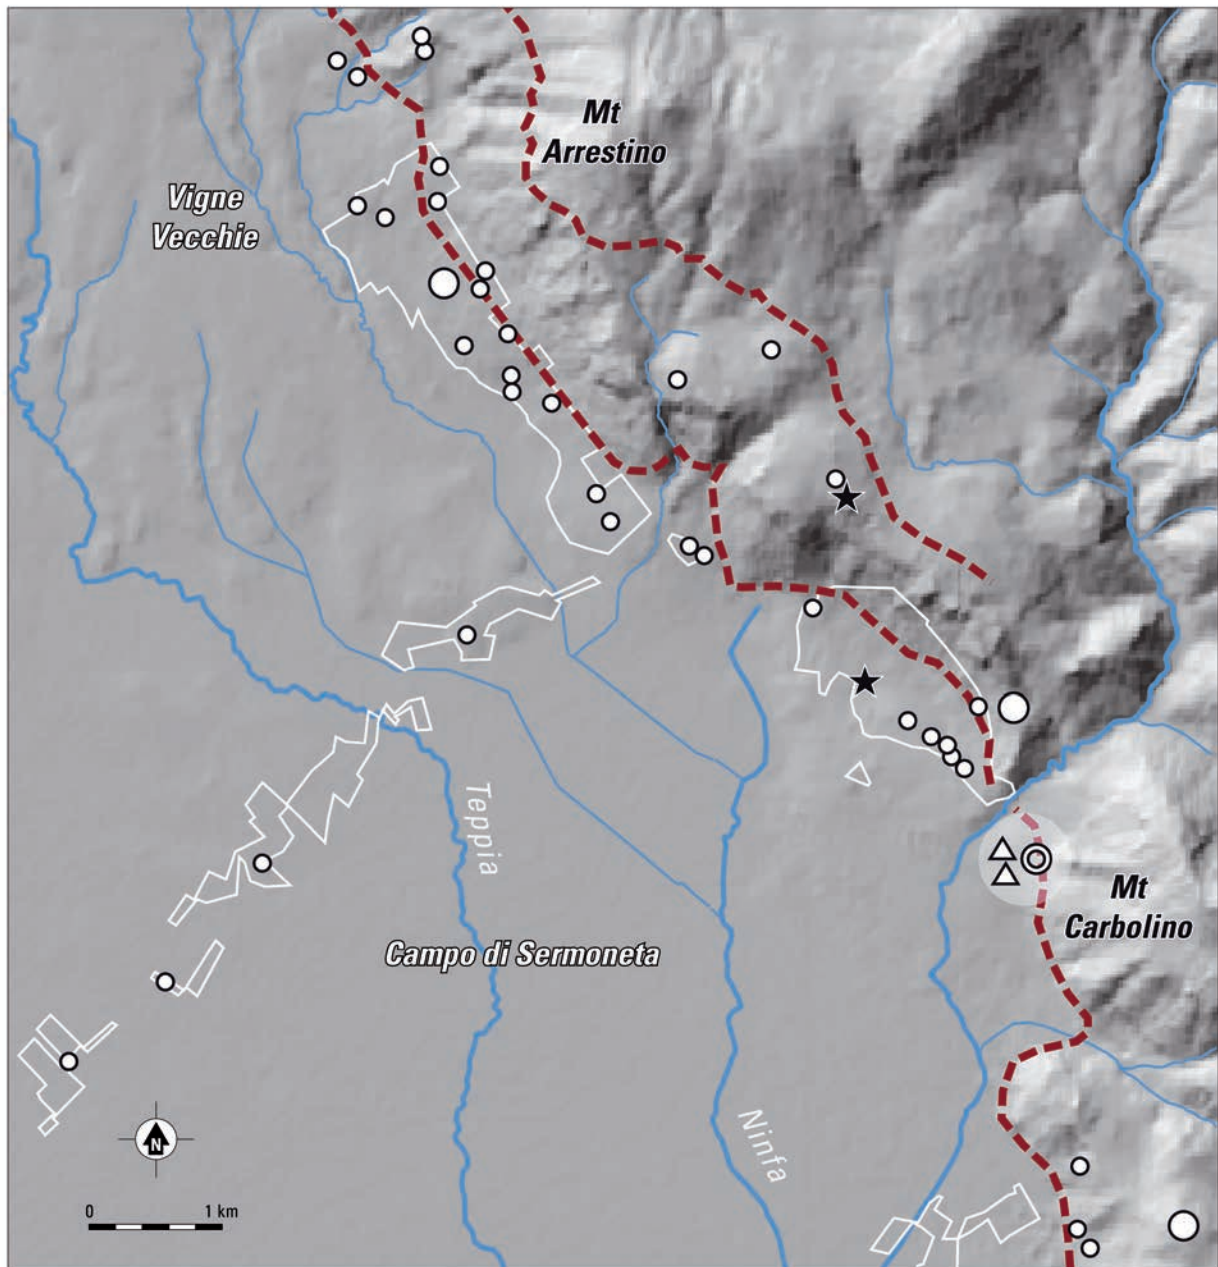 Mt
Arrestino
Vigne
Vecchie
Teppia
Mt
Carbolino
Campo di Sermoneta
Ninfa
N
0 1 km